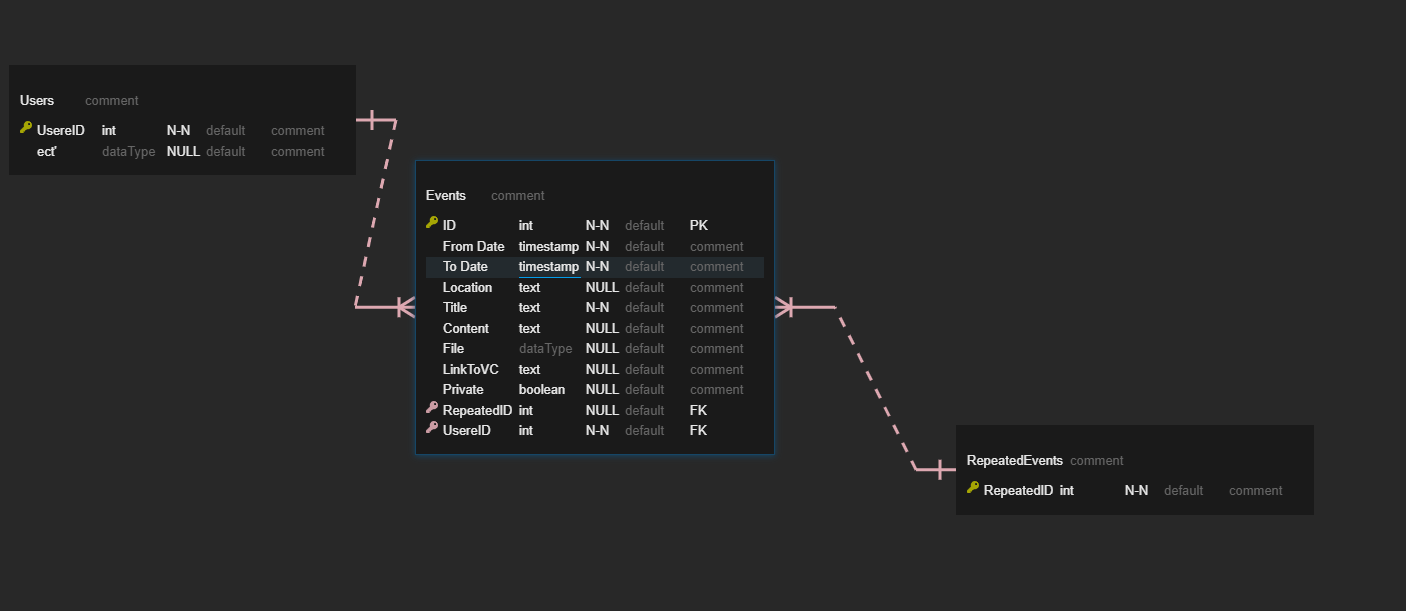 Users comment
UsereID int N-N default comment
ect' dataType NULL default comment
Events comment
ID int N-N default PK
From Date timestamp N-N default comment
To Date timestamp N-N default comment
Location text NULL default comment
Title text N-N default comment
Content text NULL default comment
File dataType NULL default comment
LinkToVC text NULL default comment
Private boolean NULL default comment
RepeatedID int NULL default FK
UsereID int N-N default FK
RepeatedEvents comment
RepeatedID int N-N default comment